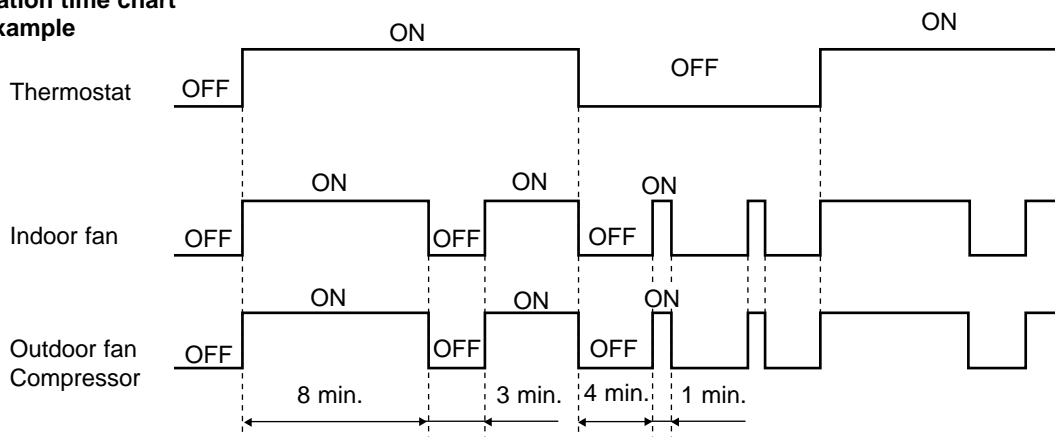 ation time chart
xample
ON
ON
Thermostat
OFF
OFF
ON
ON
ON
Indoor fan
OFF
OFF
OFF
ON
ON
ON
Outdoor fan
Compressor
OFF
OFF
OFF
8 min.
3 min.
4 min.
1 min.